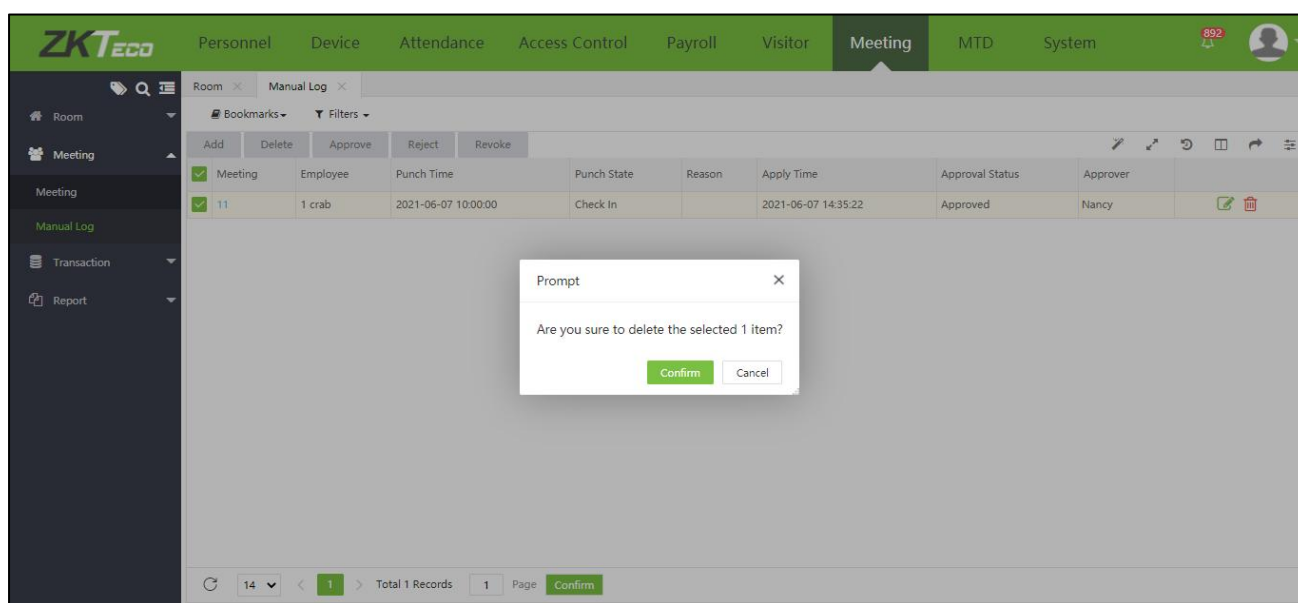 ZKTECO Personnel Device Attendance Access Control Payroll Visitor Meeting MTD System 892
Room Manual Log
Room
Bookmarks Filters
Add Delete Approve Reject Revoke
Meeting
Meeting Employee Punch Time Punch State Reason Apply Time Approval Status Approver
Meeting
11 1 crab 2021-06-07 10:00:00 Check In 2021-06-07 14:35:22 Approved Nancy
Manual Log
Transaction
Report
Prompt
Are you sure to delete the selected 1 item?
Confirm Cancel
14 1 Total 1 Records 1 Page Confirm